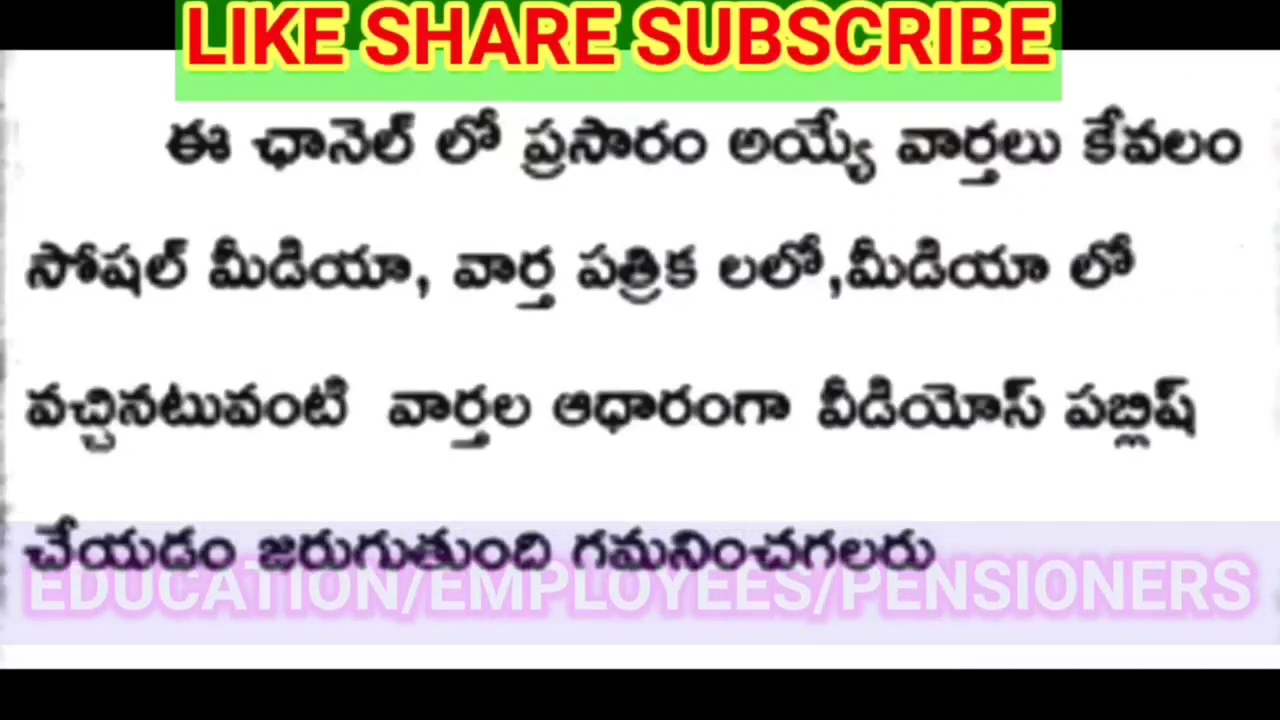 LIKE SHARE SUBSCRIBE
ఈ ఛానెల్ లో ప్రసారం అయ్యే వార్తలు కేవలం
సోషల్ మీడియా, వార్త పత్రిక లలో,మీడియా లో
వచ్చినటువంటి వార్తల ఆధారంగా వీడియోస్ పబ్లిష్
చేయడం జరుగుతుంది గమనించగలరు
EDUCATION/EMPLOYEES/PENSIONERS